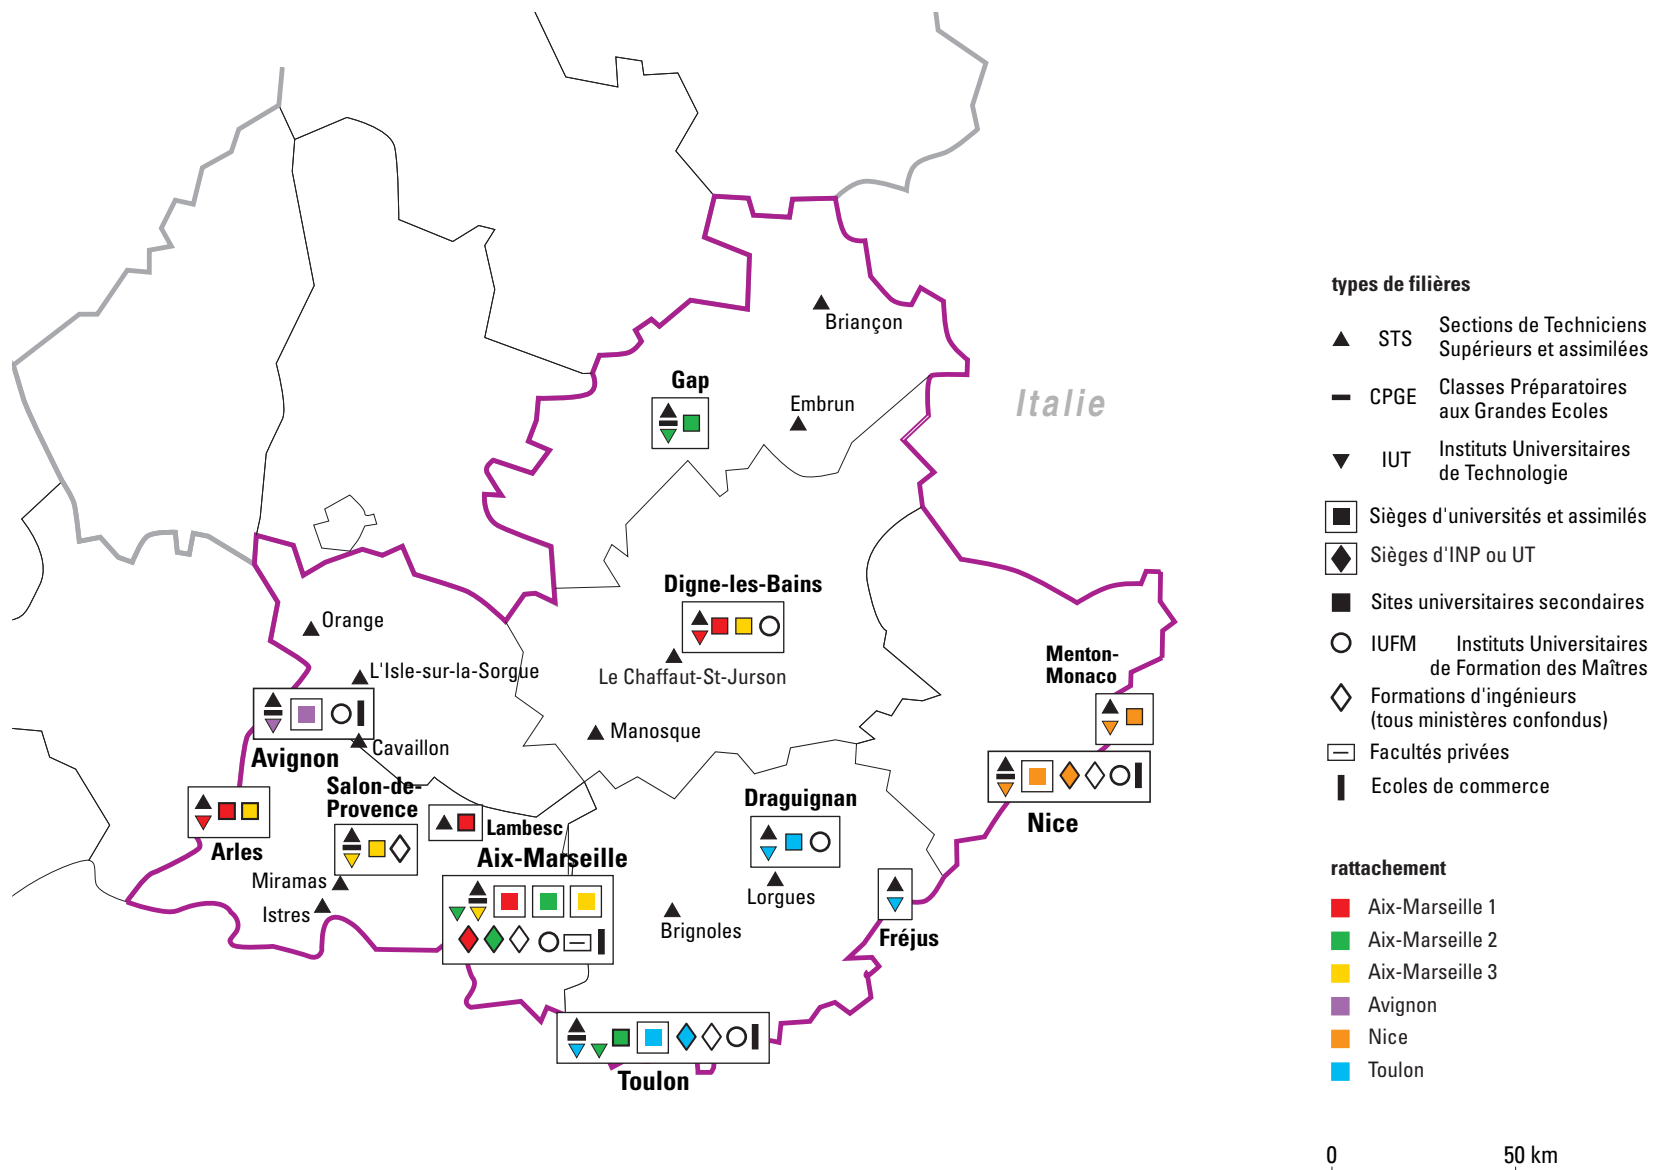 Briançon
Gap
Embrun
Italie
Digne-les-Bains
Orange
L'Isle-sur-la-Sorgue
Le Chaffaut-St-Jurson
Menton-
Monaco
Manosque
Cavaillon
Avignon
Salon-de-
Provence
Draguignan
Nice
Lambesc
Arles
Aix-Marseille
Miramas
Istres
Lorgues
Brignoles
Fréjus
Toulon
types de filières
STS Sections de Techniciens
Supérieurs et assimilées
CPGE Classes Préparatoires
aux Grandes Ecoles
IUT Instituts Universitaires
de Technologie
Sièges d'universités et assimilés
Sièges d'INP ou UT
Sites universitaires secondaires
IUFM Instituts Universitaires
de Formation des Maîtres
Formations d'ingénieurs
(tous ministères confondus)
Facultés privées
Ecoles de commerce
rattachement
Aix-Marseille 1
Aix-Marseille 2
Aix-Marseille 3
Avignon
Nice
Toulon
0 50 km